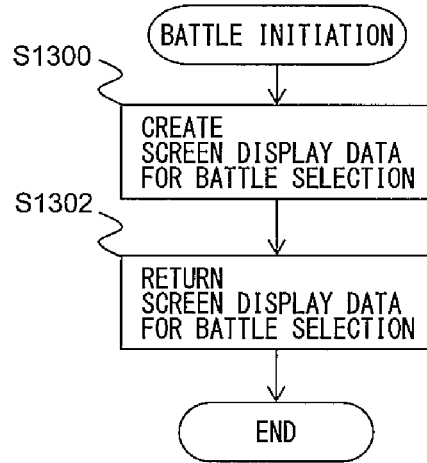 BATTLE INITIATION
S1300
CREATE
SCREEN DISPLAY DATA
FOR BATTLE SELECTION
S1302
RETURN
SCREEN DISPLAY DATA
FOR BATTLE SELECTION
END